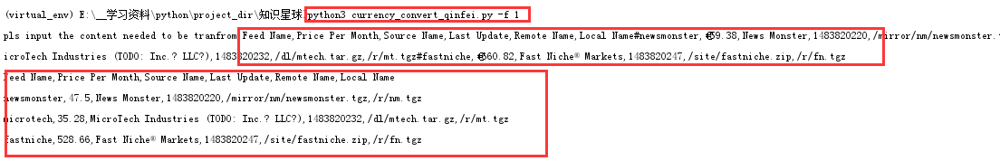 (virtual_env) E:\__学习资料\python\project_dir\知识星球>python3 currency_convert_qinfei.py -f 1
pls input the content needed to be tranfrom Feed Name,Price Per Month,Source Name,Last Update,Remote Name,Local Name#newsmonster,€59.38,News Monster,1483820220,/mirror/nm/newsmonster.t
microTech Industries (TODO: Inc.? LLC?),1483820232,/dl/mtech.tar.gz,/r/mt.tgz#fastniche,€660.82,Fast Niche® Markets,1483820247,/site/fastniche.zip,/r/fn.tgz
Feed Name,Price Per Month,Source Name,Last Update,Remote Name,Local Name
newsmonster,47.5,News Monster,1483820220,/mirror/nm/newsmonster.tgz,/r/nm.tgz
microtech,35.28,MicroTech Industries (TODO: Inc.? LLC?),1483820232,/dl/mtech.tar.gz,/r/mt.tgz
fastniche,528.66,Fast Niche® Markets,1483820247,/site/fastniche.zip,/r/fn.tgz